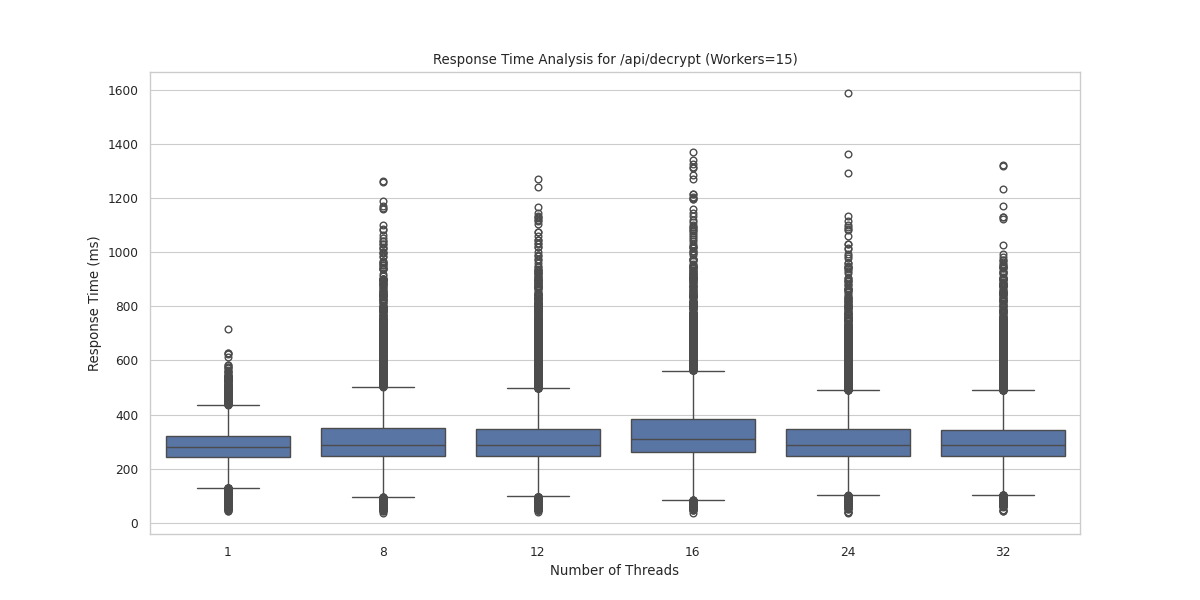 Response Time Analysis for /api/decrypt (Workers=15)
Response Time (ms)
1600
1400
1200
1000
800
600
400
200
0
1 8 12 16 24 32
Number of Threads